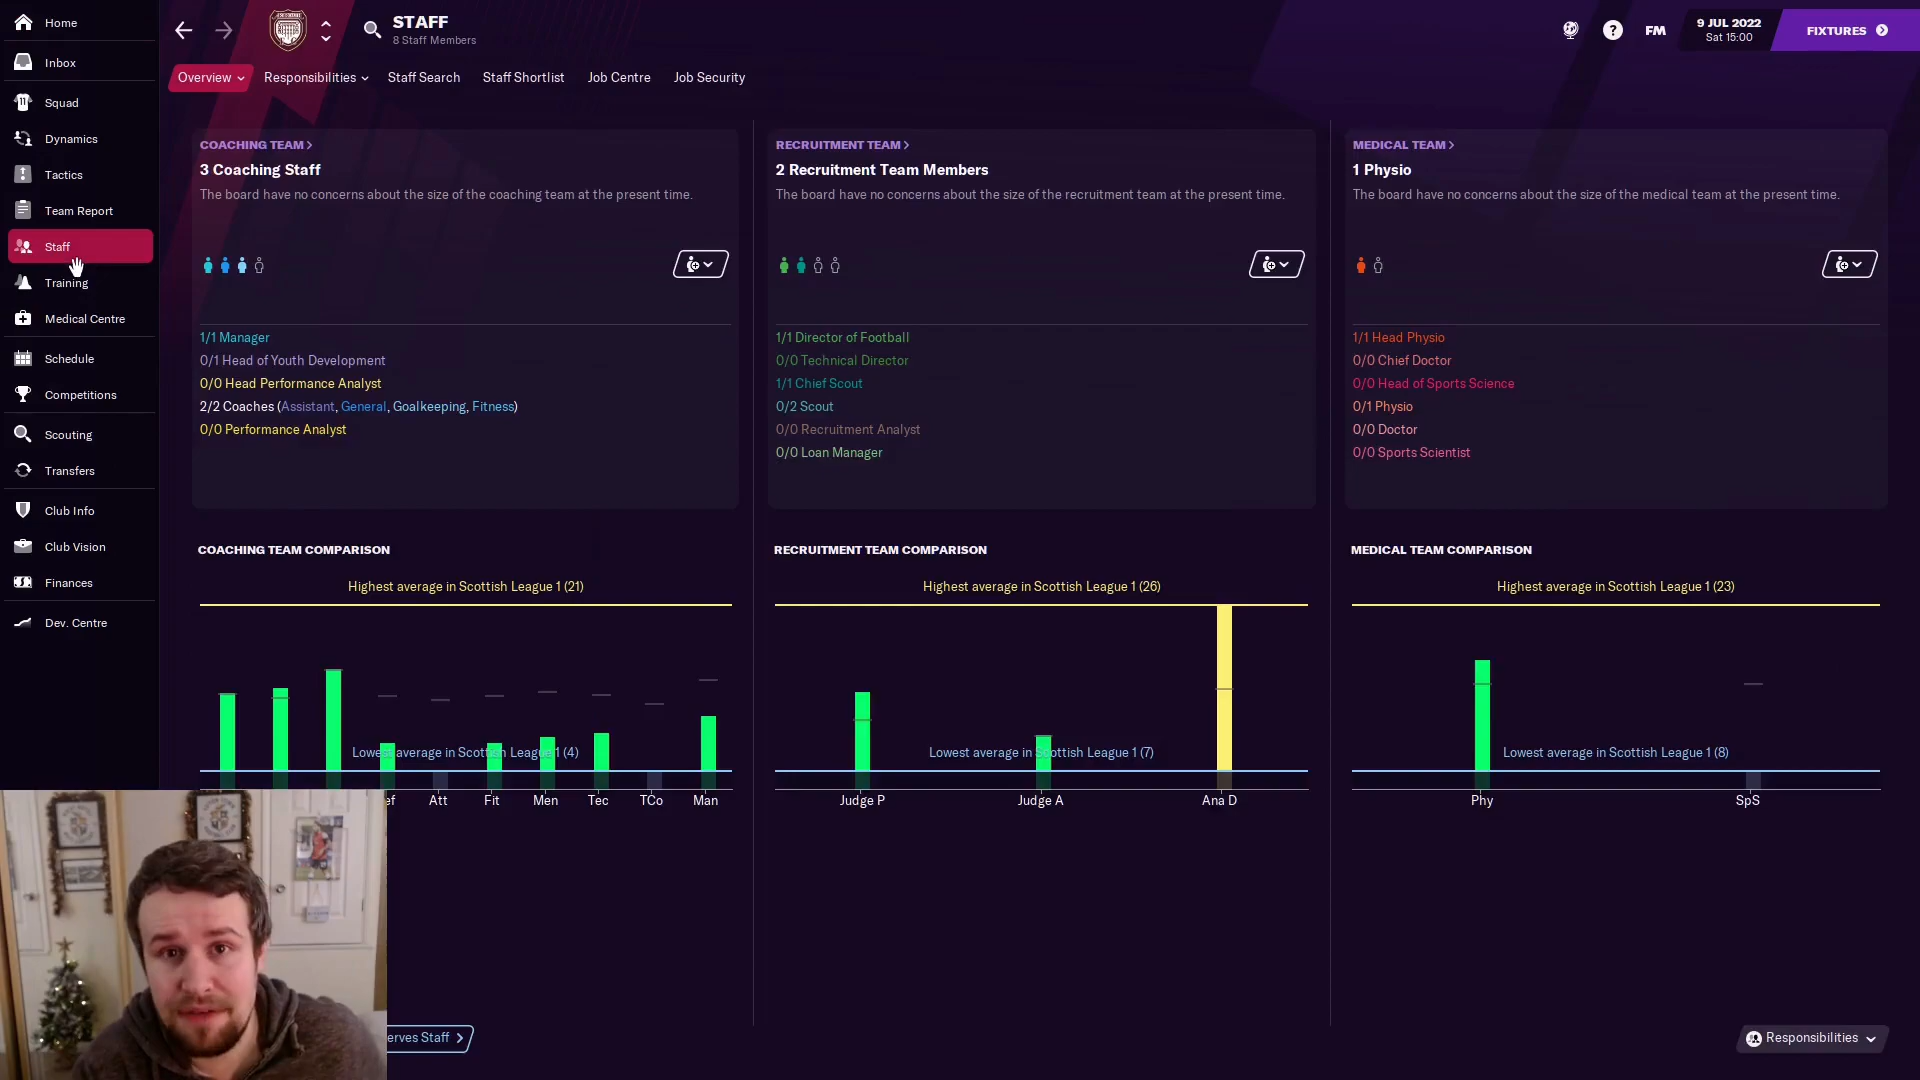 Home
Inbox
Squad
Dynamics
Tactics
Team Report
Staff
Training
Medical Centre
Schedule
Competitions
Scouting
Transfers
Club Info
Club Vision
Finances
Dev. Centre
STAFF
8 Staff Members
FM
9 JUL 2022
Sat 15:00
FIXTURES
Overview
Responsibilities
Staff Search
Staff Shortlist
Job Centre
Job Security
COACHING TEAM
3 Coaching Staff
The board have no concerns about the size of the coaching team at the present time.
1/1 Manager
0/1 Head of Youth Development
0/0 Head Performance Analyst
2/2 Coaches (Assistant, General, Goalkeeping, Fitness)
0/0 Performance Analyst
RECRUITMENT TEAM
2 Recruitment Team Members
The board have no concerns about the size of the recruitment team at the present time.
1/1 Director of Football
0/0 Technical Director
1/1 Chief Scout
0/2 Scout
0/0 Recruitment Analyst
0/0 Loan Manager
MEDICAL TEAM
1 Physio
The board have no concerns about the size of the medical team at the present time.
1/1 Head Physio
0/0 Chief Doctor
0/0 Head of Sports Science
0/1 Physio
0/0 Doctor
0/0 Sports Scientist
COACHING TEAM COMPARISON
Highest average in Scottish League 1 (21)
Lowest average in Scottish League 1 (4)
ef Att Fit Men Tec TCo Man
RECRUITMENT TEAM COMPARISON
Highest average in Scottish League 1 (26)
Lowest average in Scottish League 1 (7)
Judge P Judge A Ana D
MEDICAL TEAM COMPARISON
Highest average in Scottish League 1 (23)
Lowest average in Scottish League 1 (8)
Phy SpS
erves Staff
Responsibilities